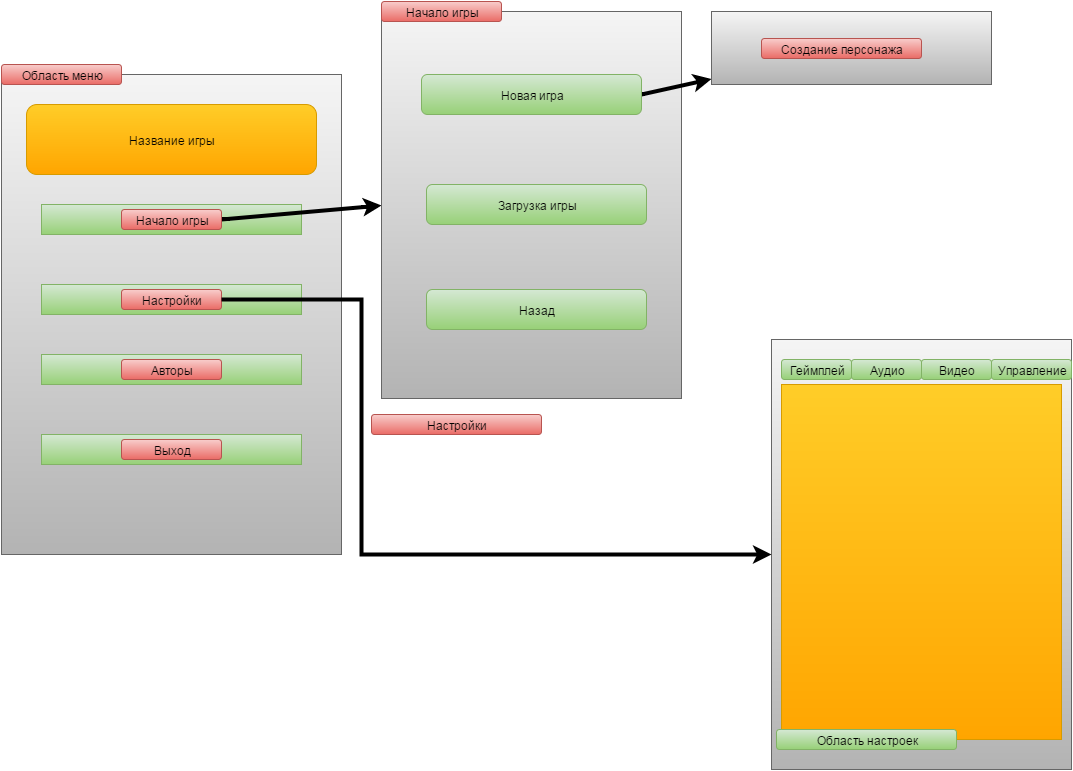 Область меню
Название игры
Начало игры
Настройки
Авторы
Выход
Начало игры
Новая игра
Загрузка игры
Назад
Создание персонажа
Настройки
Геймплей
Аудио
Видео
Управление
Область настроек